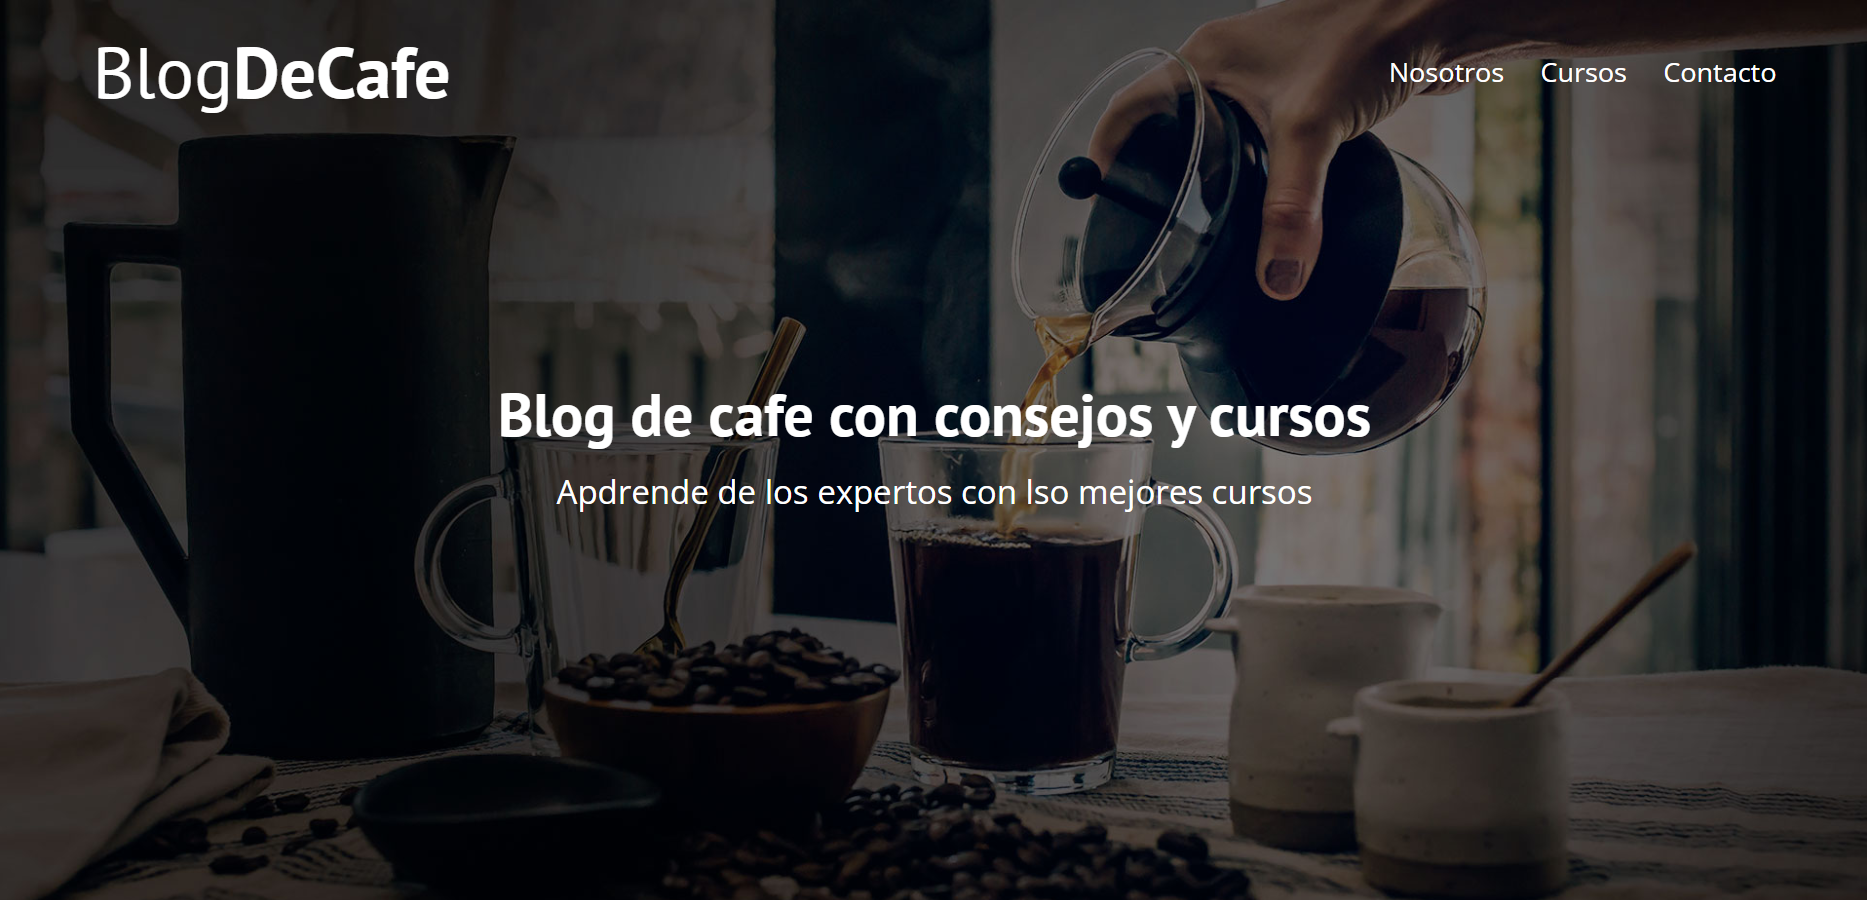 BlogDeCafe
Nosotros Cursos Contacto
Blog de cafe con consejos y cursos
Apdrende de los expertos con lso mejores cursos